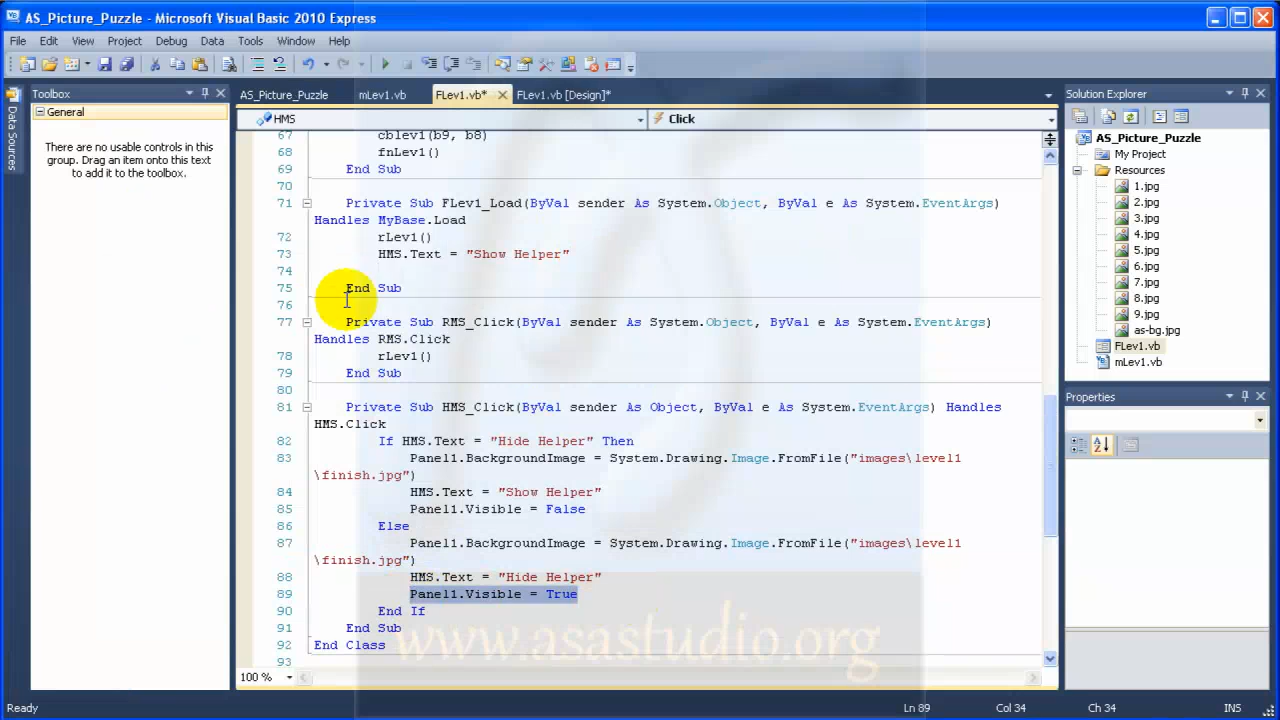 AS_Picture_Puzzle - Microsoft Visual Basic 2010 Express
File Edit View Project Debug Data Tools Window Help
Data Sources
Toolbox
General
There are no usable controls in this
group. Drag an item onto this text
to add it to the toolbox.
AS_Picture_Puzzle mLev1.vb FLev1.vb* FLev1.vb [Design]*
HMS Click
67 cblev1(b9, b8)
68 fnLev1()
69 End Sub
70
71 Private Sub FLev1_Load(ByVal sender As System.Object, ByVal e As System.EventArgs)
Handles MyBase.Load
72 rLev1()
73 HMS.Text = "Show Helper"
74
75 End Sub
76
77 Private Sub RMS_Click(ByVal sender As System.Object, ByVal e As System.EventArgs)
Handles RMS.Click
78 rLev1()
79 End Sub
80
81 Private Sub HMS_Click(ByVal sender As Object, ByVal e As System.EventArgs) Handles
HMS.Click
82 If HMS.Text = "Hide Helper" Then
83 Panel1.BackgroundImage = System.Drawing.Image.FromFile("images\level1
\finish.jpg")
84 HMS.Text = "Show Helper"
85 Panel1.Visible = False
86 Else
87 Panel1.BackgroundImage = System.Drawing.Image.FromFile("images\level1
\finish.jpg")
88 HMS.Text = "Hide Helper"
89 Panel1.Visible = True
90 End If
91 End Sub
92 End Class
93
www.asastudio.org
100 %
Solution Explorer
AS_Picture_Puzzle
My Project
Resources
1.jpg
2.jpg
3.jpg
4.jpg
5.jpg
6.jpg
7.jpg
8.jpg
9.jpg
as-bg.jpg
FLev1.vb
mLev1.vb
Properties
Ready Ln 89 Col 34 Ch 34 INS